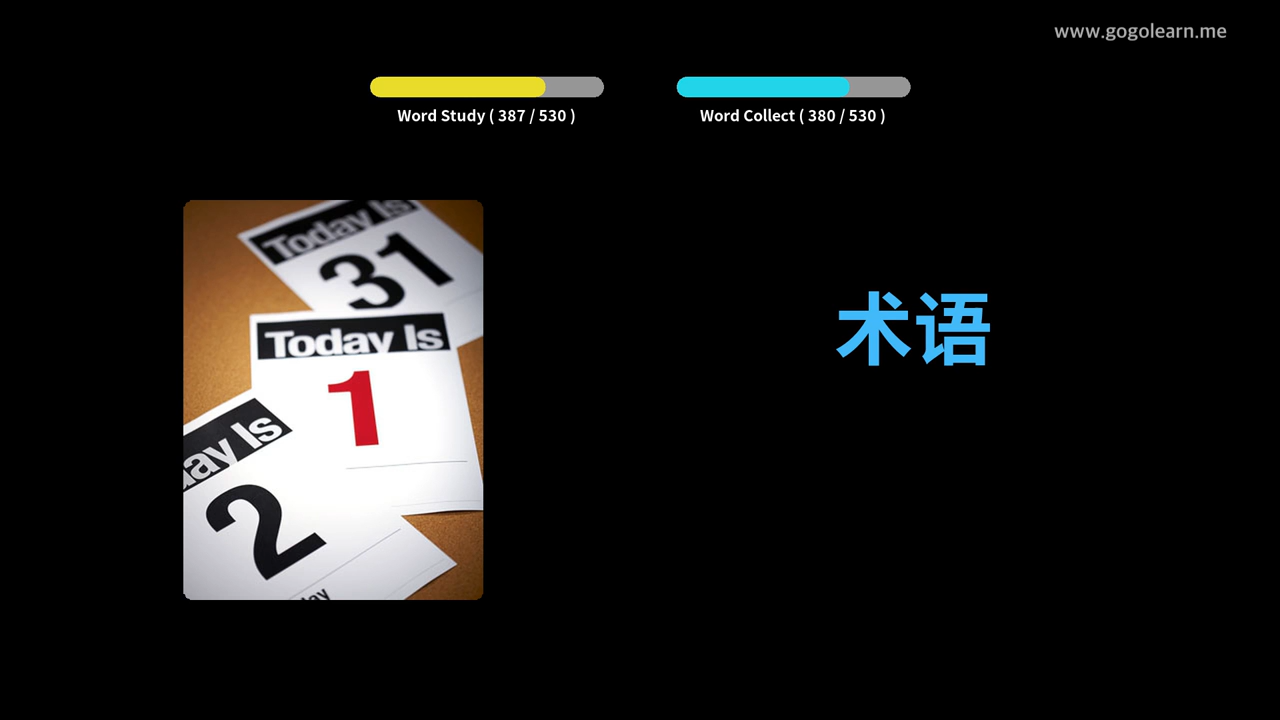 www.gogolearn.me
Word Study ( 387 / 530 )
Word Collect ( 380 / 530 )
Today Is
31
Today Is
1
ay Is
2
day
术语